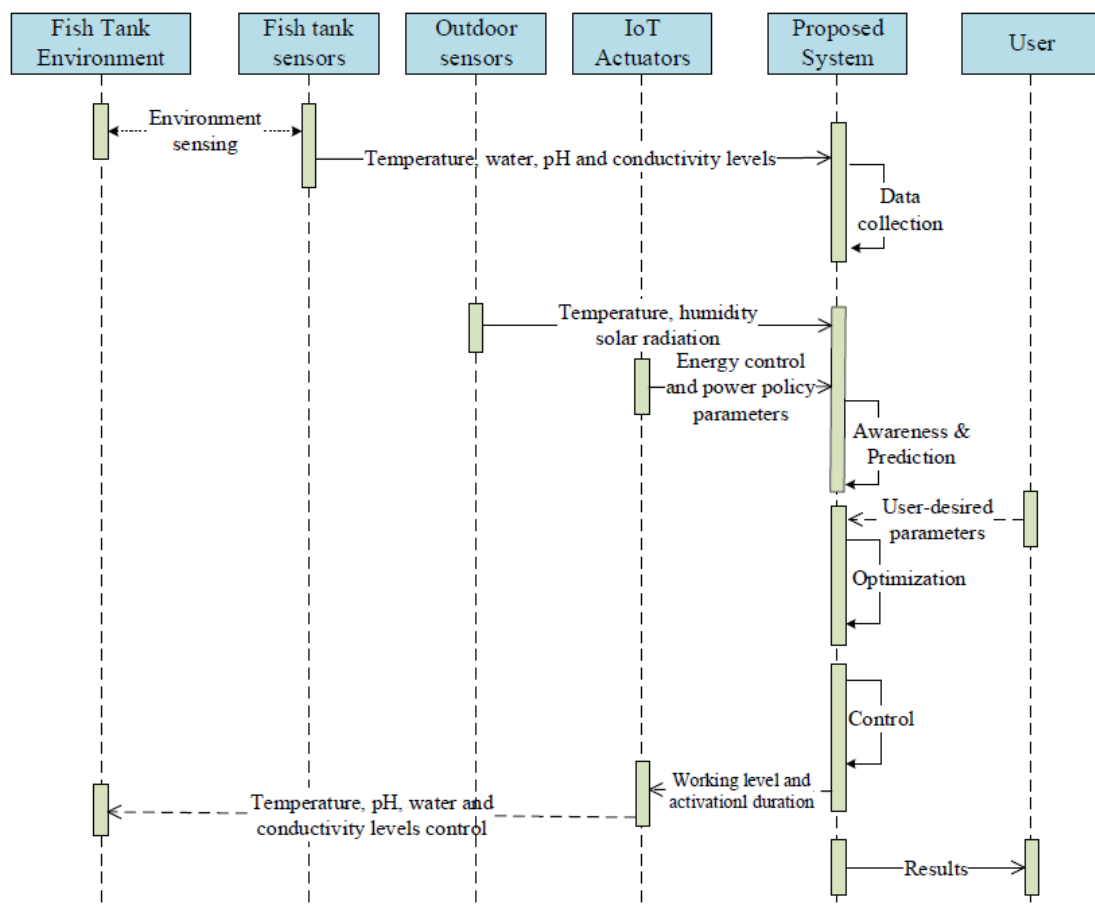 Fish Tank
Environment
Fish tank
sensors
Outdoor
sensors
IoT
Actuators
Proposed
System
User
Environment
sensing
Temperature, water, pH and conductivity levels
Data
collection
Temperature, humidity
solar radiation
Energy control
and power policy
parameters
Awareness &
Prediction
User-desired
parameters
Optimization
Control
Working level and
activationl duration
Temperature, pH, water and
conductivity levels control
Results